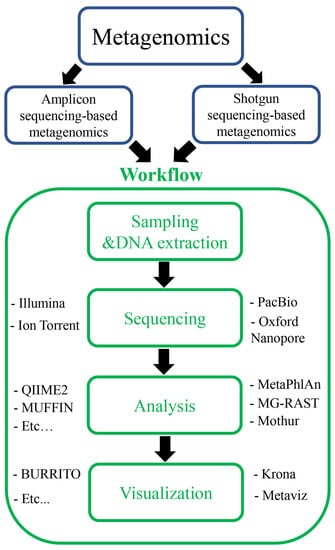 Metagenomics
Amplicon
sequencing-based
metagenomics
Shotgun
sequencing-based
metagenomics
Workflow
Sampling
&DNA extraction
- Illumina
- Ion Torrent
Sequencing
- PacBio
- Oxford
Nanopore
- QIIME2
- MUFFIN
- Etc…
Analysis
- MetaPhlAn
- MG-RAST
- Mothur
- BURRITO
- Etc...
Visualization
- Krona
- Metaviz